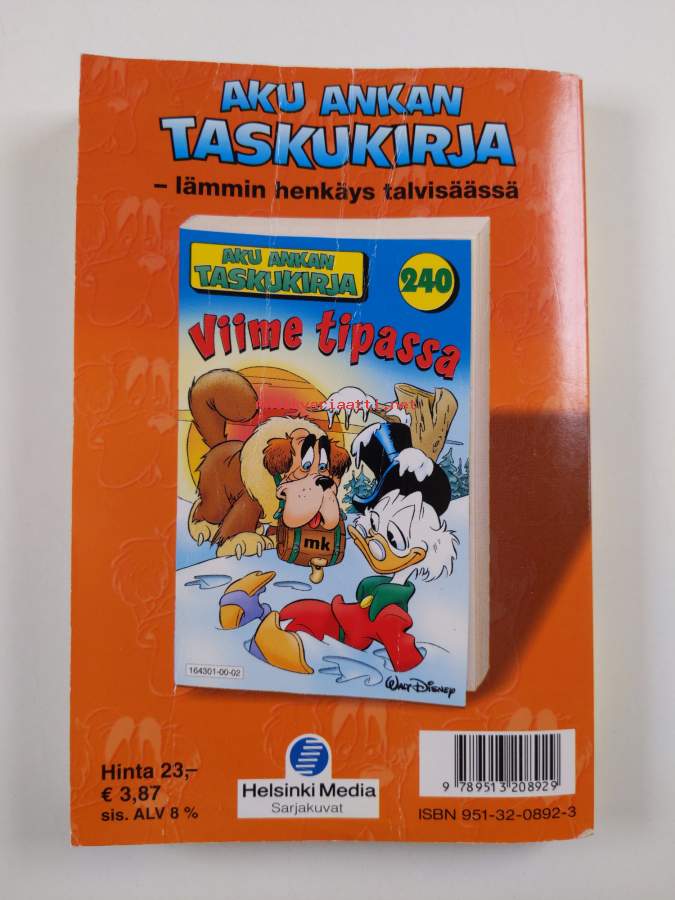 AKU ANKAN
TASKUKIRJA
– lämmin henkäys talvisäässä
AKU ANKAN
TASKUKIRJA
240
Viime tipassa
mk
164301-00-02
WALT DISNEY
Hinta 23,–
€ 3,87
sis. ALV 8 %
Helsinki Media
Sarjakuvat
9 789513 208929
ISBN 951-32-0892-3